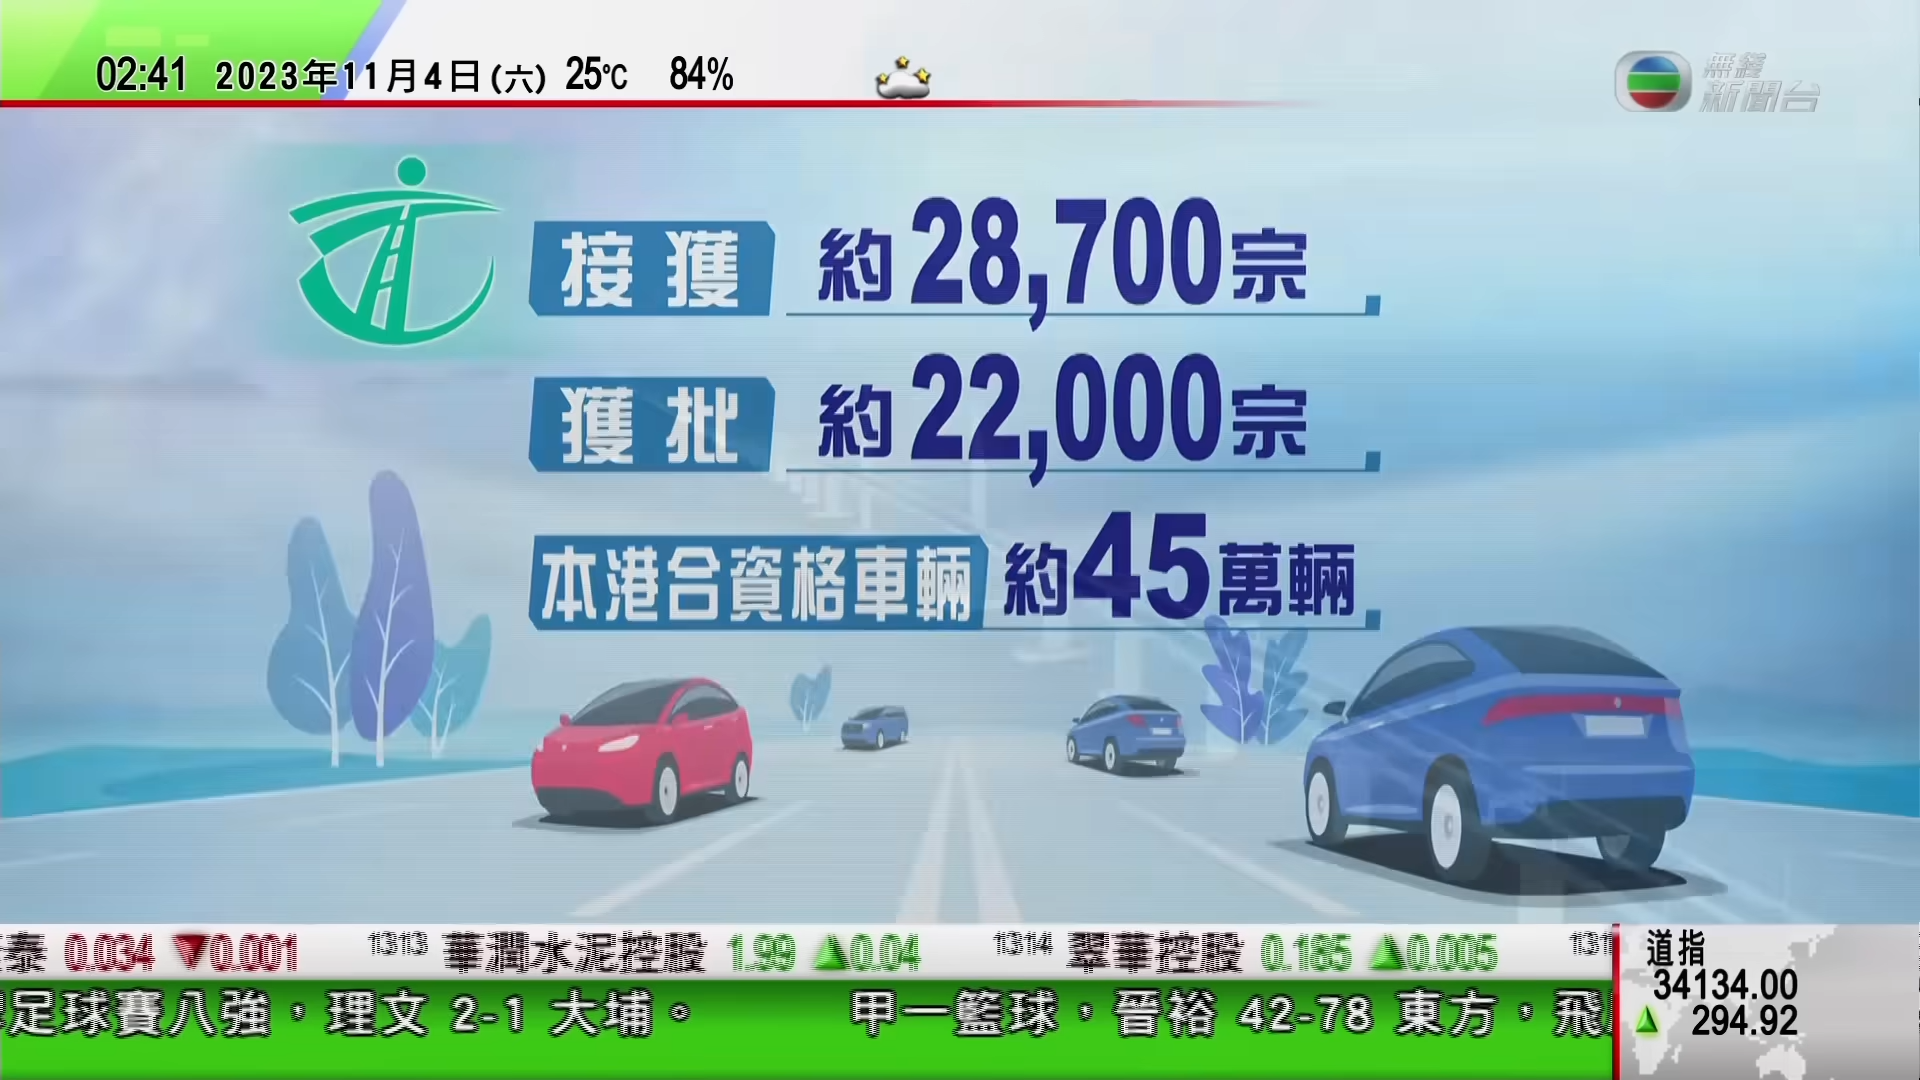 02:41 2023年11月4日(六) 25℃ 84%
無綫
新聞台
接獲 約28,700宗
獲批 約22,000宗
本港合資格車輛 約45萬輛
泰 0.034 ▼0.001 1313 華潤水泥控股 1.99 ▲0.04 1314 翠華控股 0.185 ▲0.005 131
足球賽八強，理文 2-1 大埔。 甲一籃球，晉裕 42-78 東方，飛
道指
34134.00
▲ 294.92